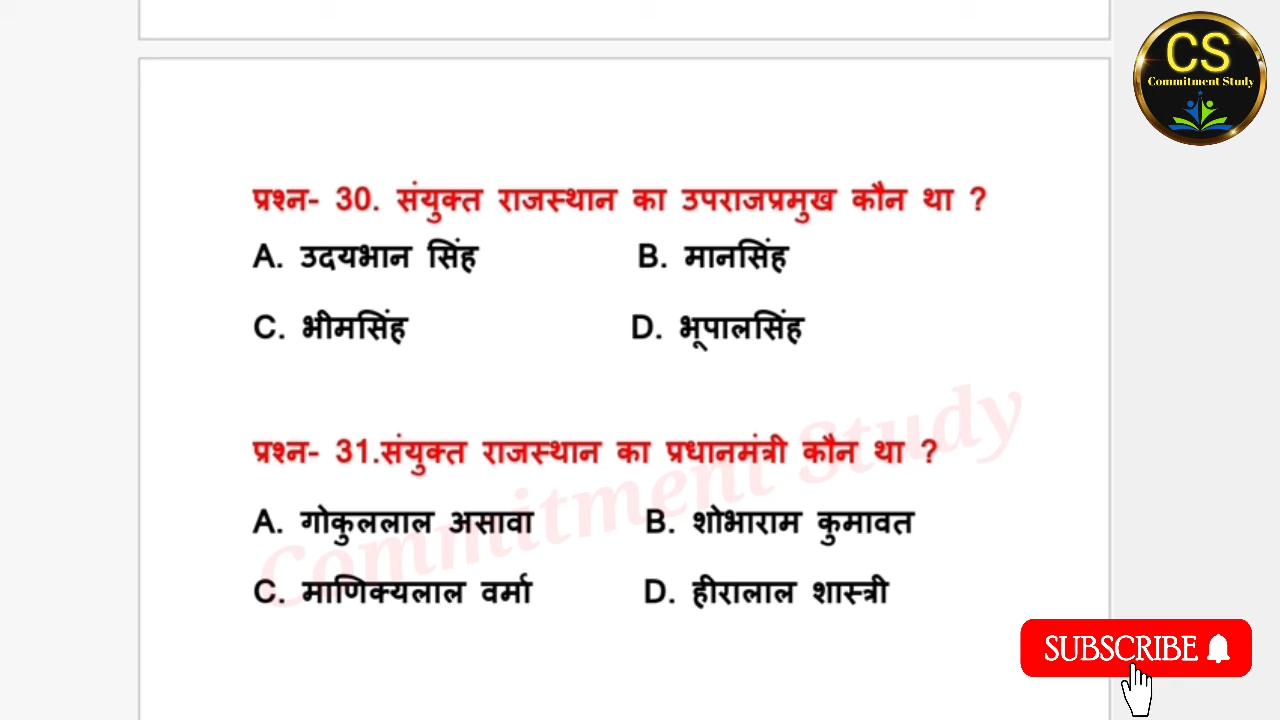 CS
Commitment Study
प्रश्न- 30. संयुक्त राजस्थान का उपराजप्रमुख कौन था ?
A. उदयभान सिंह B. मानसिंह
C. भीमसिंह D. भूपालसिंह
प्रश्न- 31.संयुक्त राजस्थान का प्रधानमंत्री कौन था ?
A. गोकुललाल असावा B. शोभाराम कुमावत
C. माणिक्यलाल वर्मा D. हीरालाल शास्त्री
Commitment Study
SUBSCRIBE